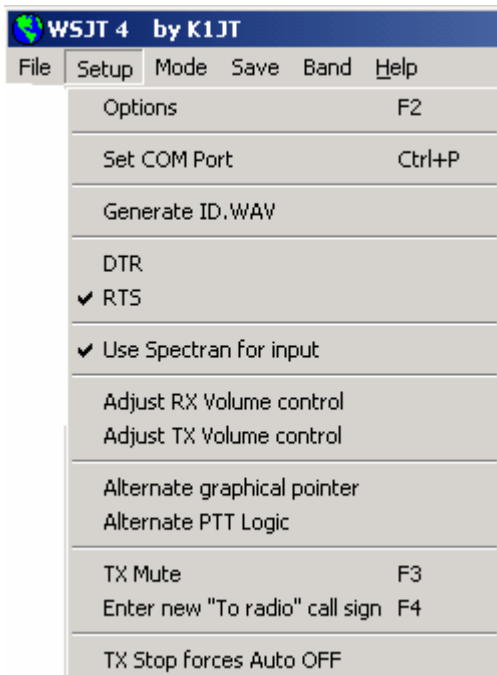 WSJT 4 by K1JT
File Setup Mode Save Band Help
Options F2
Set COM Port Ctrl+P
Generate ID.WAV
DTR
RTS
Use Spectran for input
Adjust RX Volume control
Adjust TX Volume control
Alternate graphical pointer
Alternate PTT Logic
TX Mute F3
Enter new "To radio" call sign F4
TX Stop forces Auto OFF